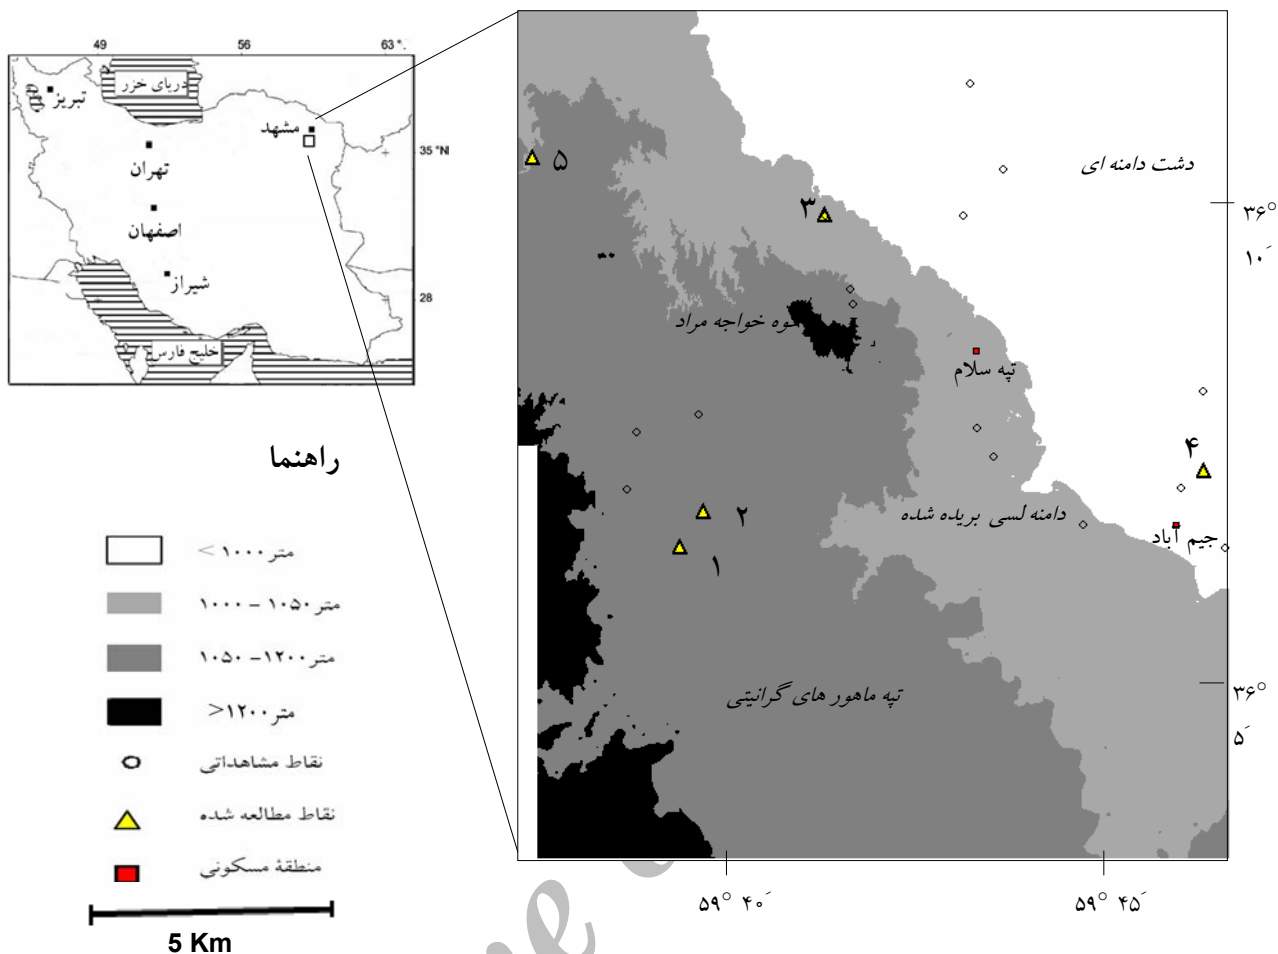 49 56 63 °.
دریای خزر
تبریز
مشهد
35 °N
تهران
اصفهان
شیراز
28
خلیج فارس
راهنما
< ۱۰۰۰ متر
۱۰۰۰ – ۱۰۵۰ متر
۱۰۵۰ – ۱۲۰۰ متر
>۱۲۰۰ متر
نقاط مشاهداتی
نقاط مطالعه شده
منطقهٔ مسکونی
5 Km
دشت دامنه ای
۵
۳
۳۶°
۱۰´
خواجه مراد
تپه سلام
۴
۲
دامنه لسی بریده شده
جیم آباد
۱
تپه ماهور های گرانیتی
۳۶°
۵´
۵۹° ۴۰´
۵۹° ۴۵´